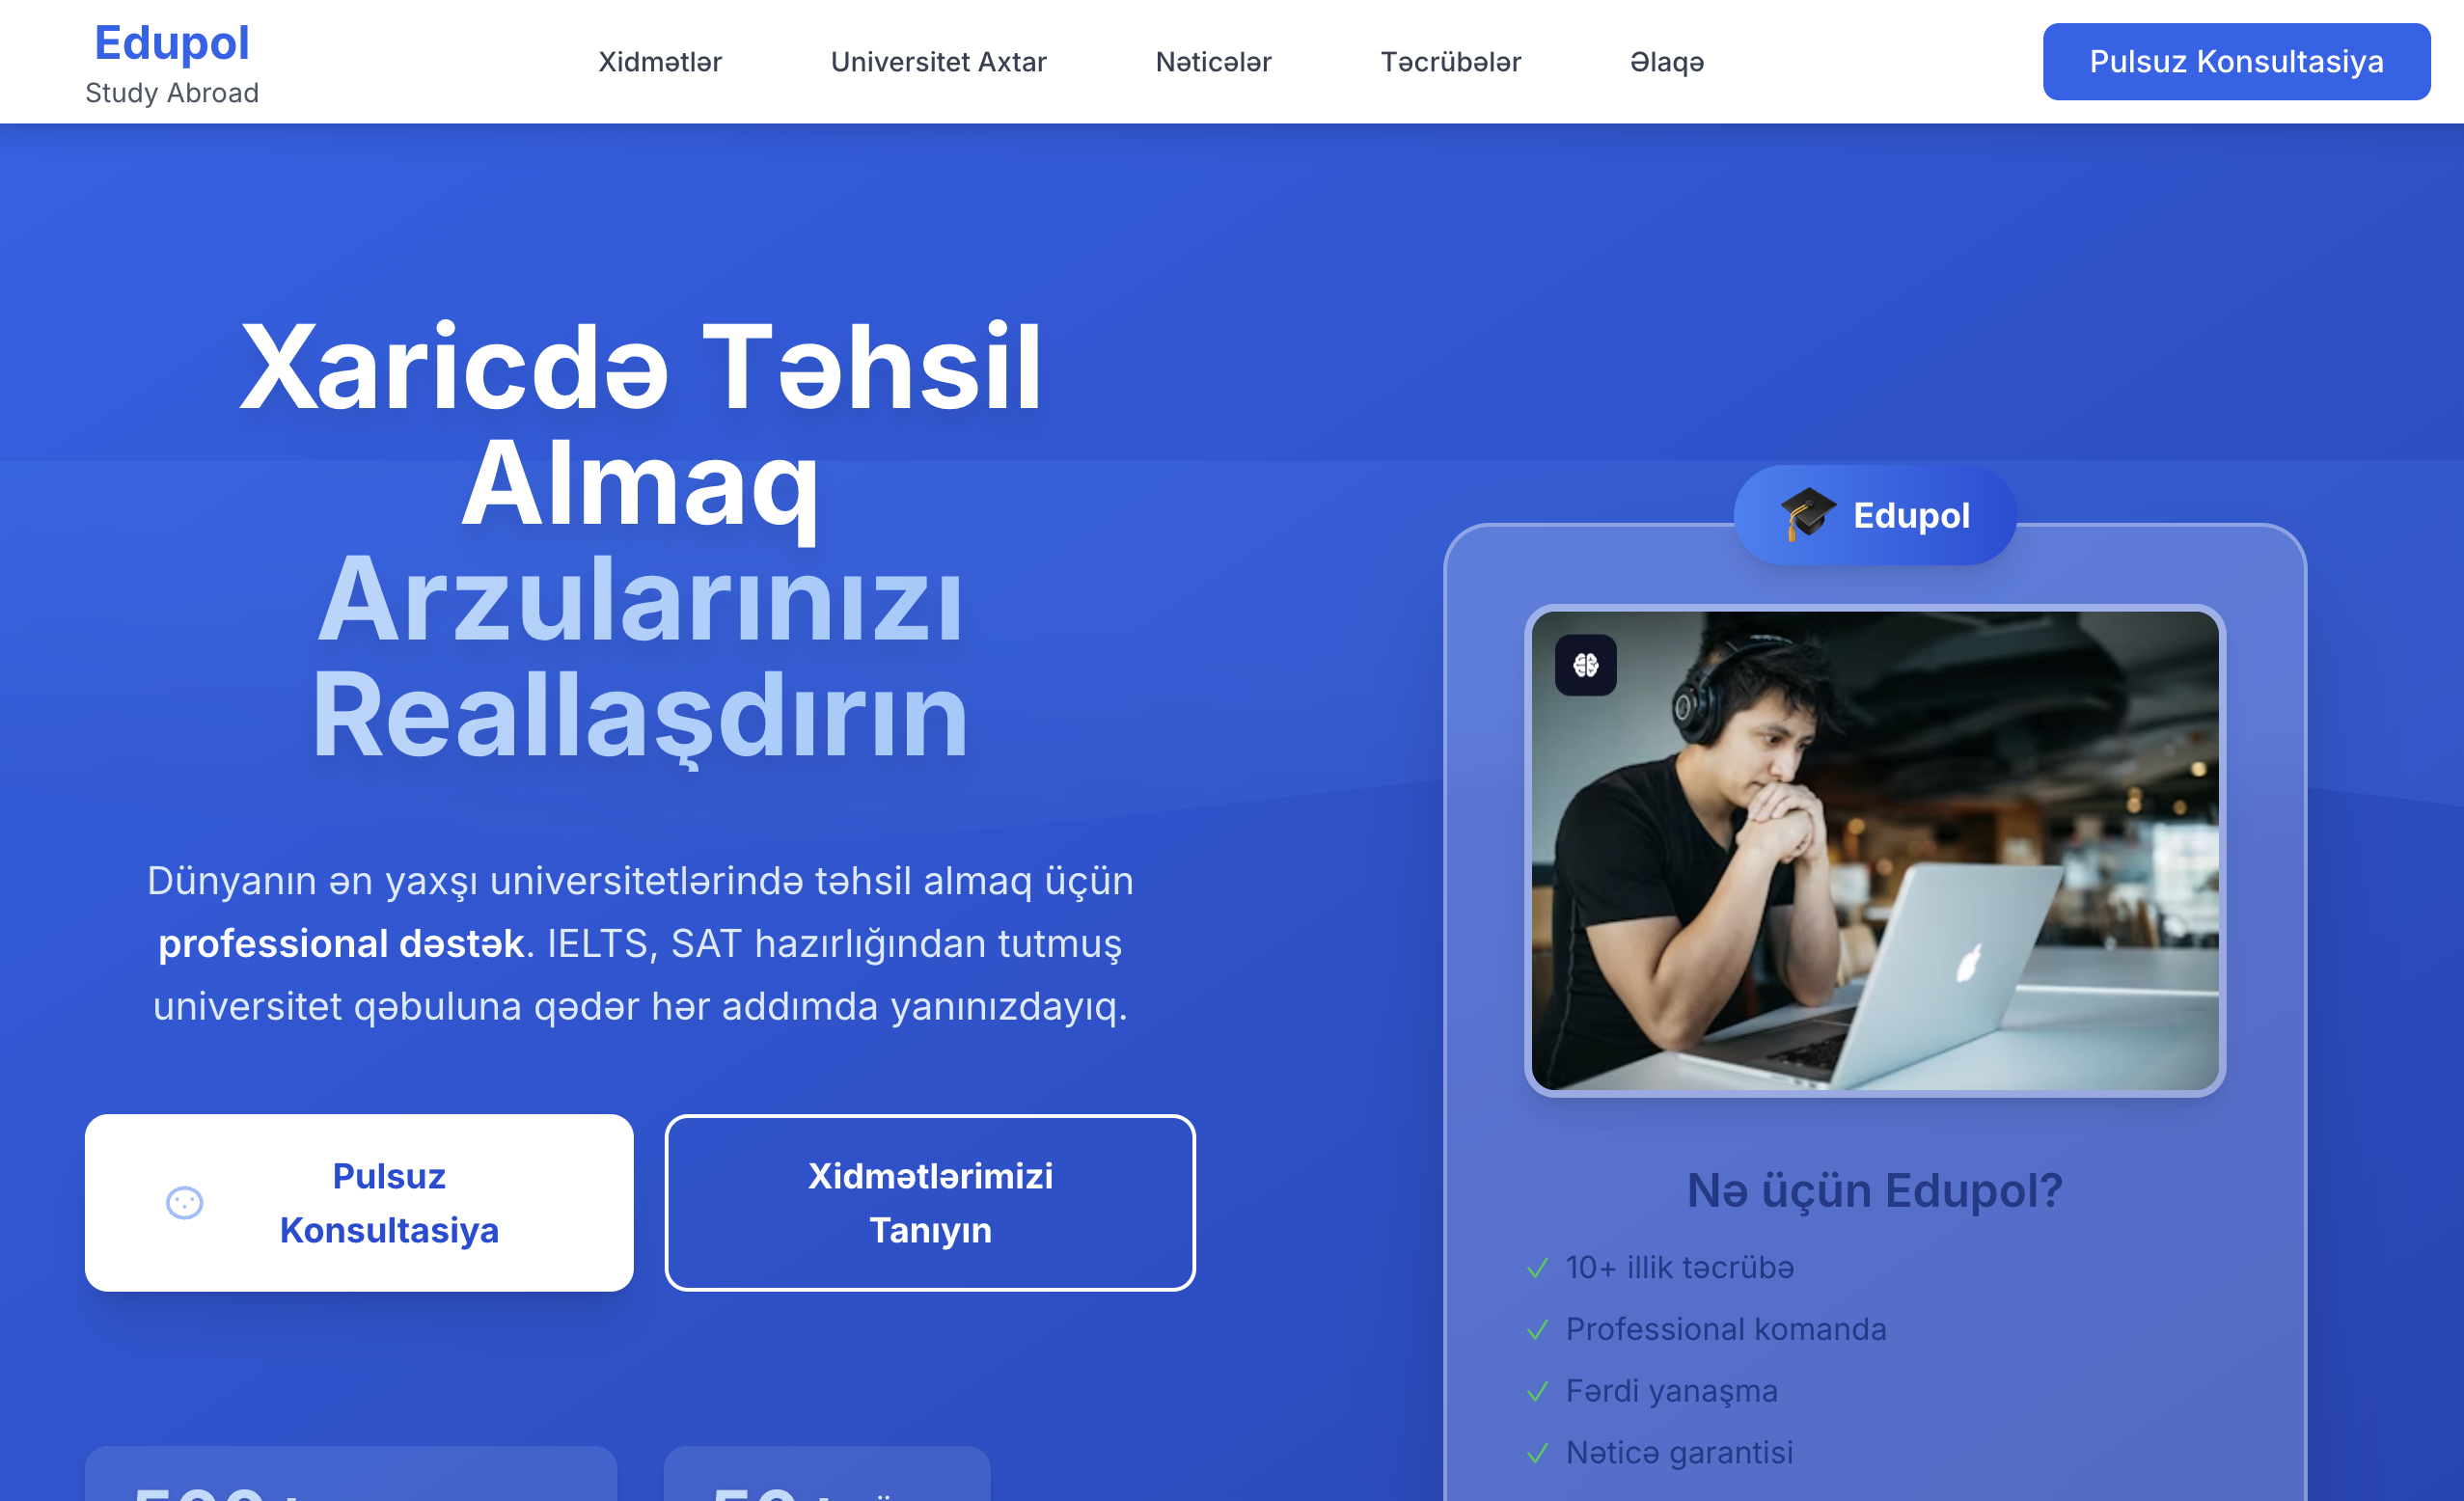 Edupol
Study Abroad
Xidmətlər
Universitet Axtar
Nəticələr
Təcrübələr
Əlaqə
Pulsuz Konsultasiya
Xaricdə Təhsil
Almaq
Arzularınızı
Reallaşdırın
Dünyanın ən yaxşı universitetlərində təhsil almaq üçün
professional dəstək. IELTS, SAT hazırlığından tutmuş
universitet qəbuluna qədər hər addımda yanınızdayıq.
Pulsuz
Konsultasiya
Xidmətlərimizi
Tanıyın
Edupol
Nə üçün Edupol?
10+ illik təcrübə
Professional komanda
Fərdi yanaşma
Nəticə garantisi